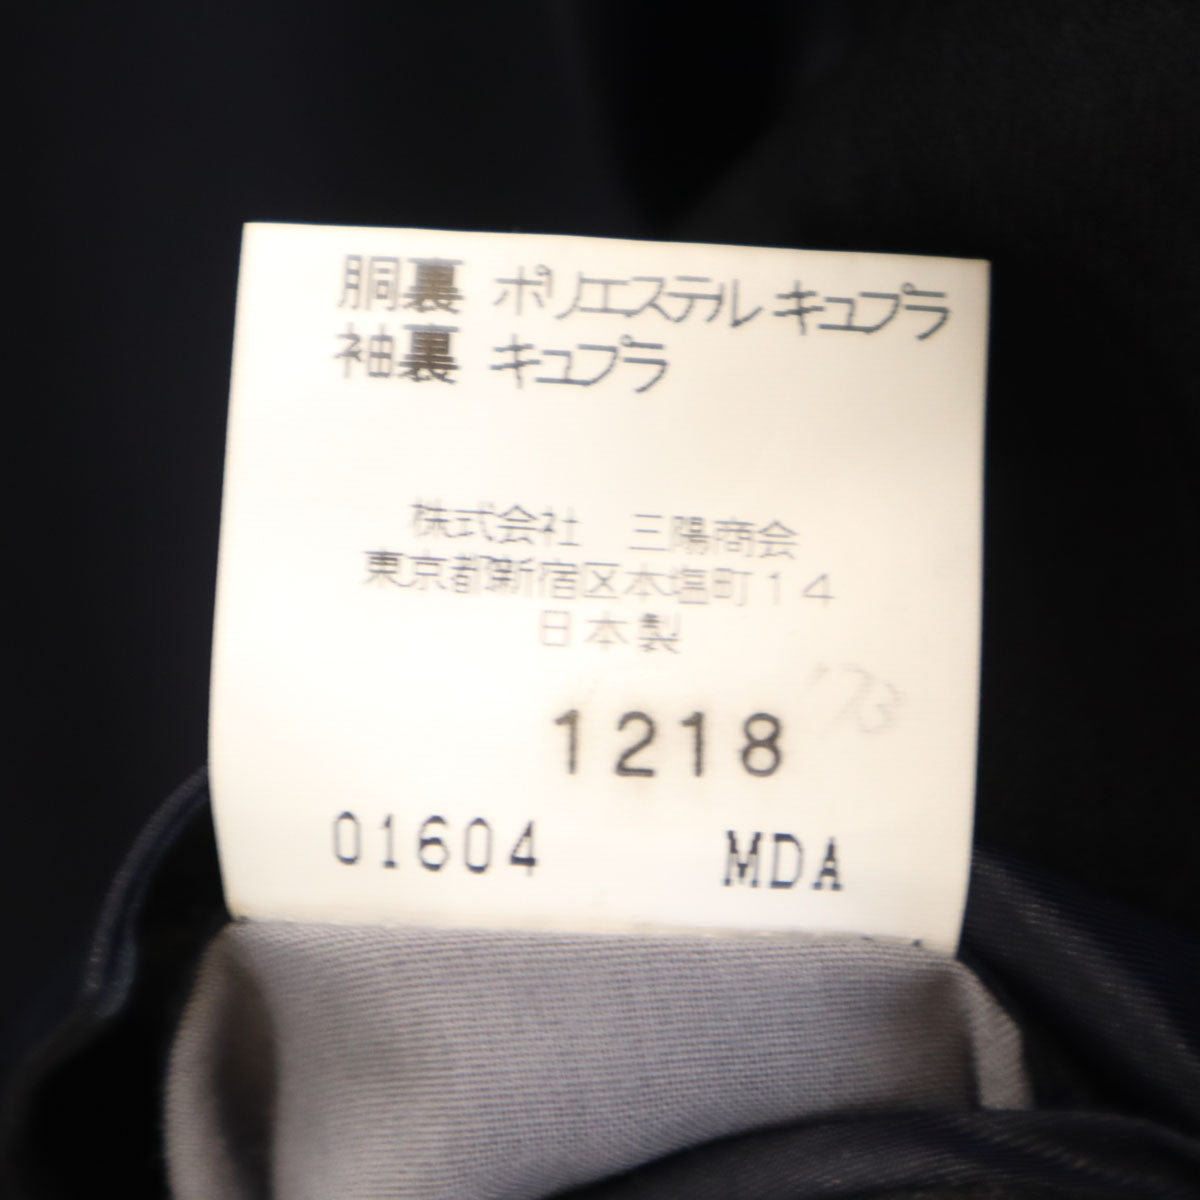 胴裏 ポリエステル キュプラ
袖裏 キュプラ
株式会社 三陽商会
東京都新宿区本塩町14
日本製
'73
1218
01604 MDA